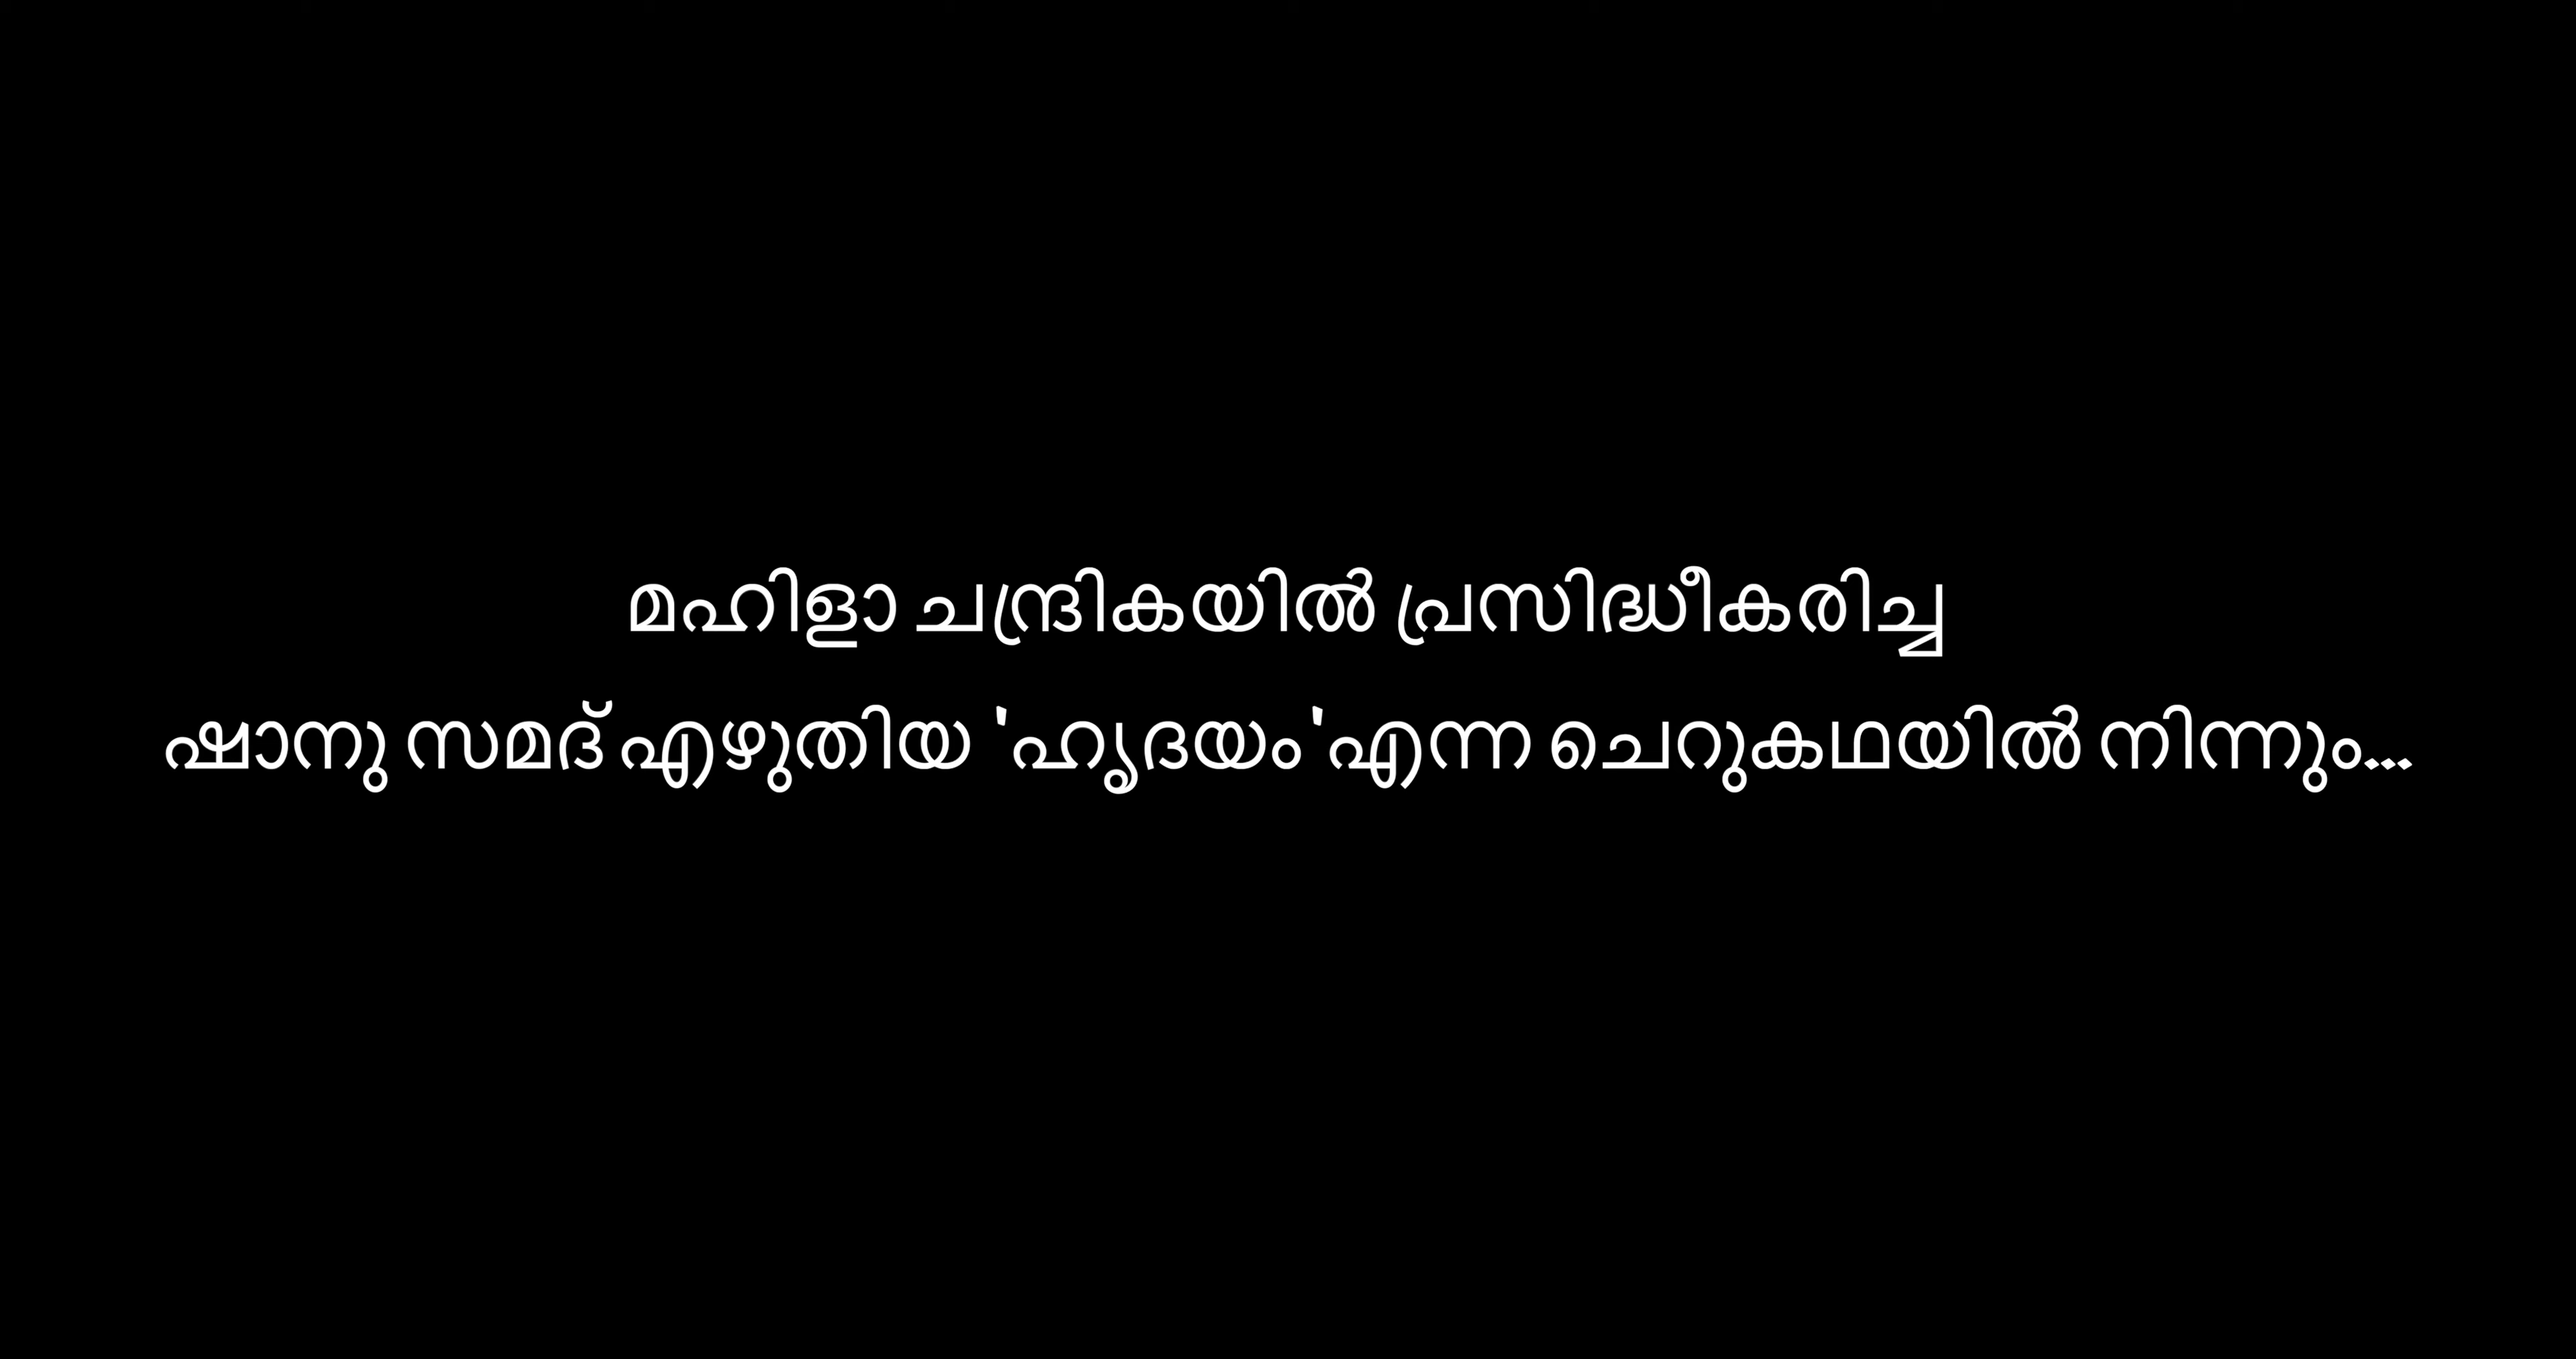 മഹിളാ ചന്ദ്രികയിൽ പ്രസിദ്ധീകരിച്ച
ഷാനു സമദ് എഴുതിയ 'ഹൃദയം'എന്ന ചെറുകഥയിൽ നിന്നും...